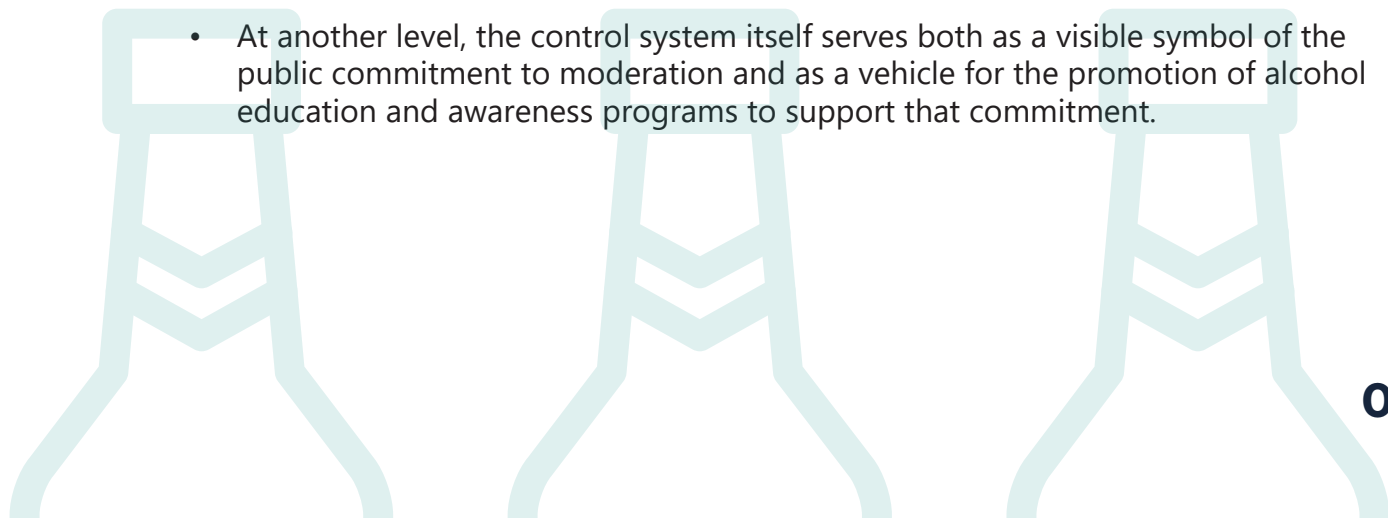 • At another level, the control system itself serves both as a visible symbol of the
public commitment to moderation and as a vehicle for the promotion of alcohol
education and awareness programs to support that commitment.